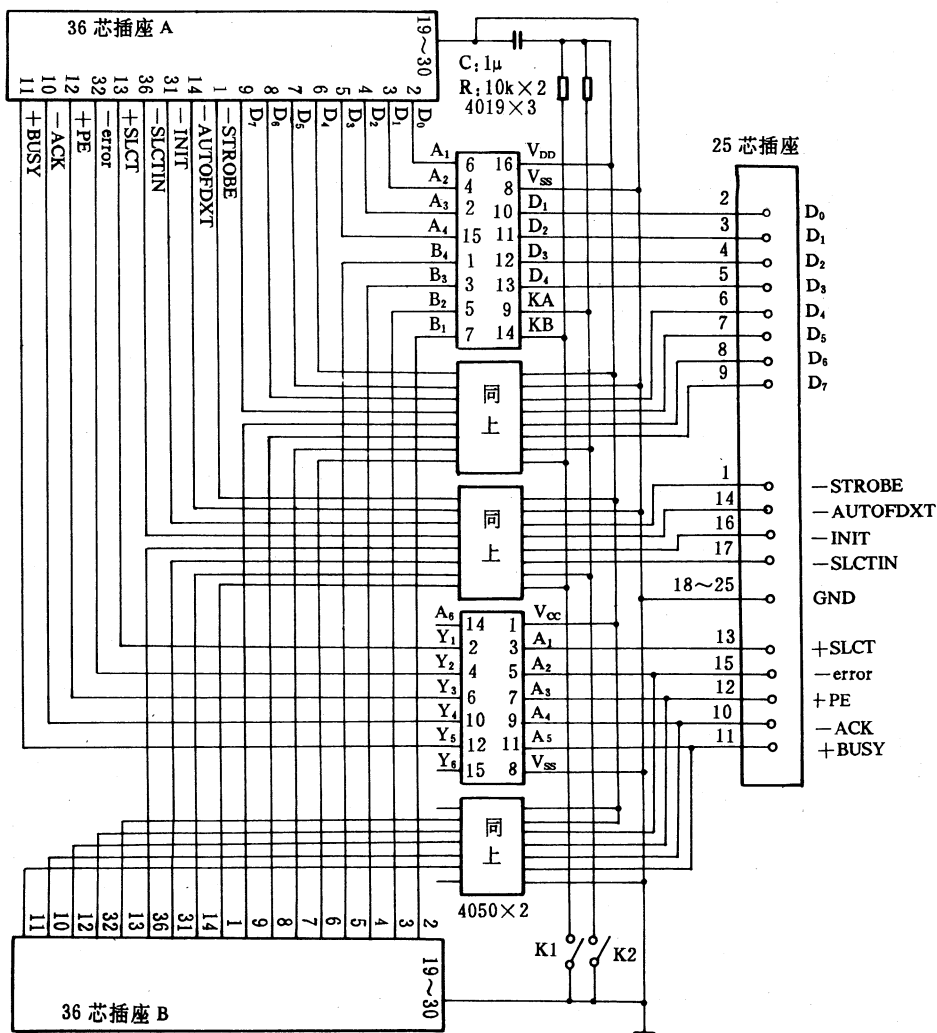 36 芯插座 A
19～30
11 10 12 13 32 36 31 14 1 9 8 7 6 5 4 3 2
+BUSY
-ACK
+PE
+SLCT
-error
-SLCTIN
-INIT
-AUTOFDXT
-STROBE
D7
D6
D5
D4
D3
D2
D1
D0
C:1μ
R:10k×2
4019×3
A1 6 16 VDD
A2 4 8 VSS
A3 2 10 D1
A4 15 11 D2
B4 1 12 D3
B3 3 13 D4
B2 5 9 KA
B1 7 14 KB
同上
同上
A6 14 1 VCC
Y1 2 3 A1
Y2 4 5 A2
Y3 6 7 A3
Y4 10 9 A4
Y5 12 11 A5
Y6 15 8 VSS
同上
4050×2
25 芯插座
2 D0
3 D1
4 D2
5 D3
6 D4
7 D5
8 D6
9 D7
1 -STROBE
14 -AUTOFDXT
16 -INIT
17 -SLCTIN
18～25 GND
13 +SLCT
15 -error
12 +PE
10 -ACK
11 +BUSY
K1 K2
11 10 12 32 13 36 31 14 1 9 8 7 6 5 4 3 2
19～30
36 芯插座 B